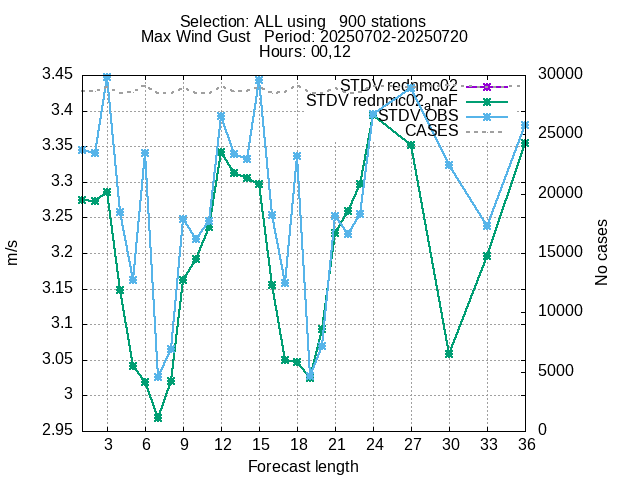 Selection: ALL using   900 stations
Max Wind Gust   Period: 20250702-20250720
Hours: 00,12
STDV rednmc02
STDV rednmc02anaF
STDV OBS
CASES
m/s
3.45
3.4
3.35
3.3
3.25
3.2
3.15
3.1
3.05
3
2.95
No cases
30000
25000
20000
15000
10000
5000
0
3 6 9 12 15 18 21 24 27 30 33 36
Forecast length